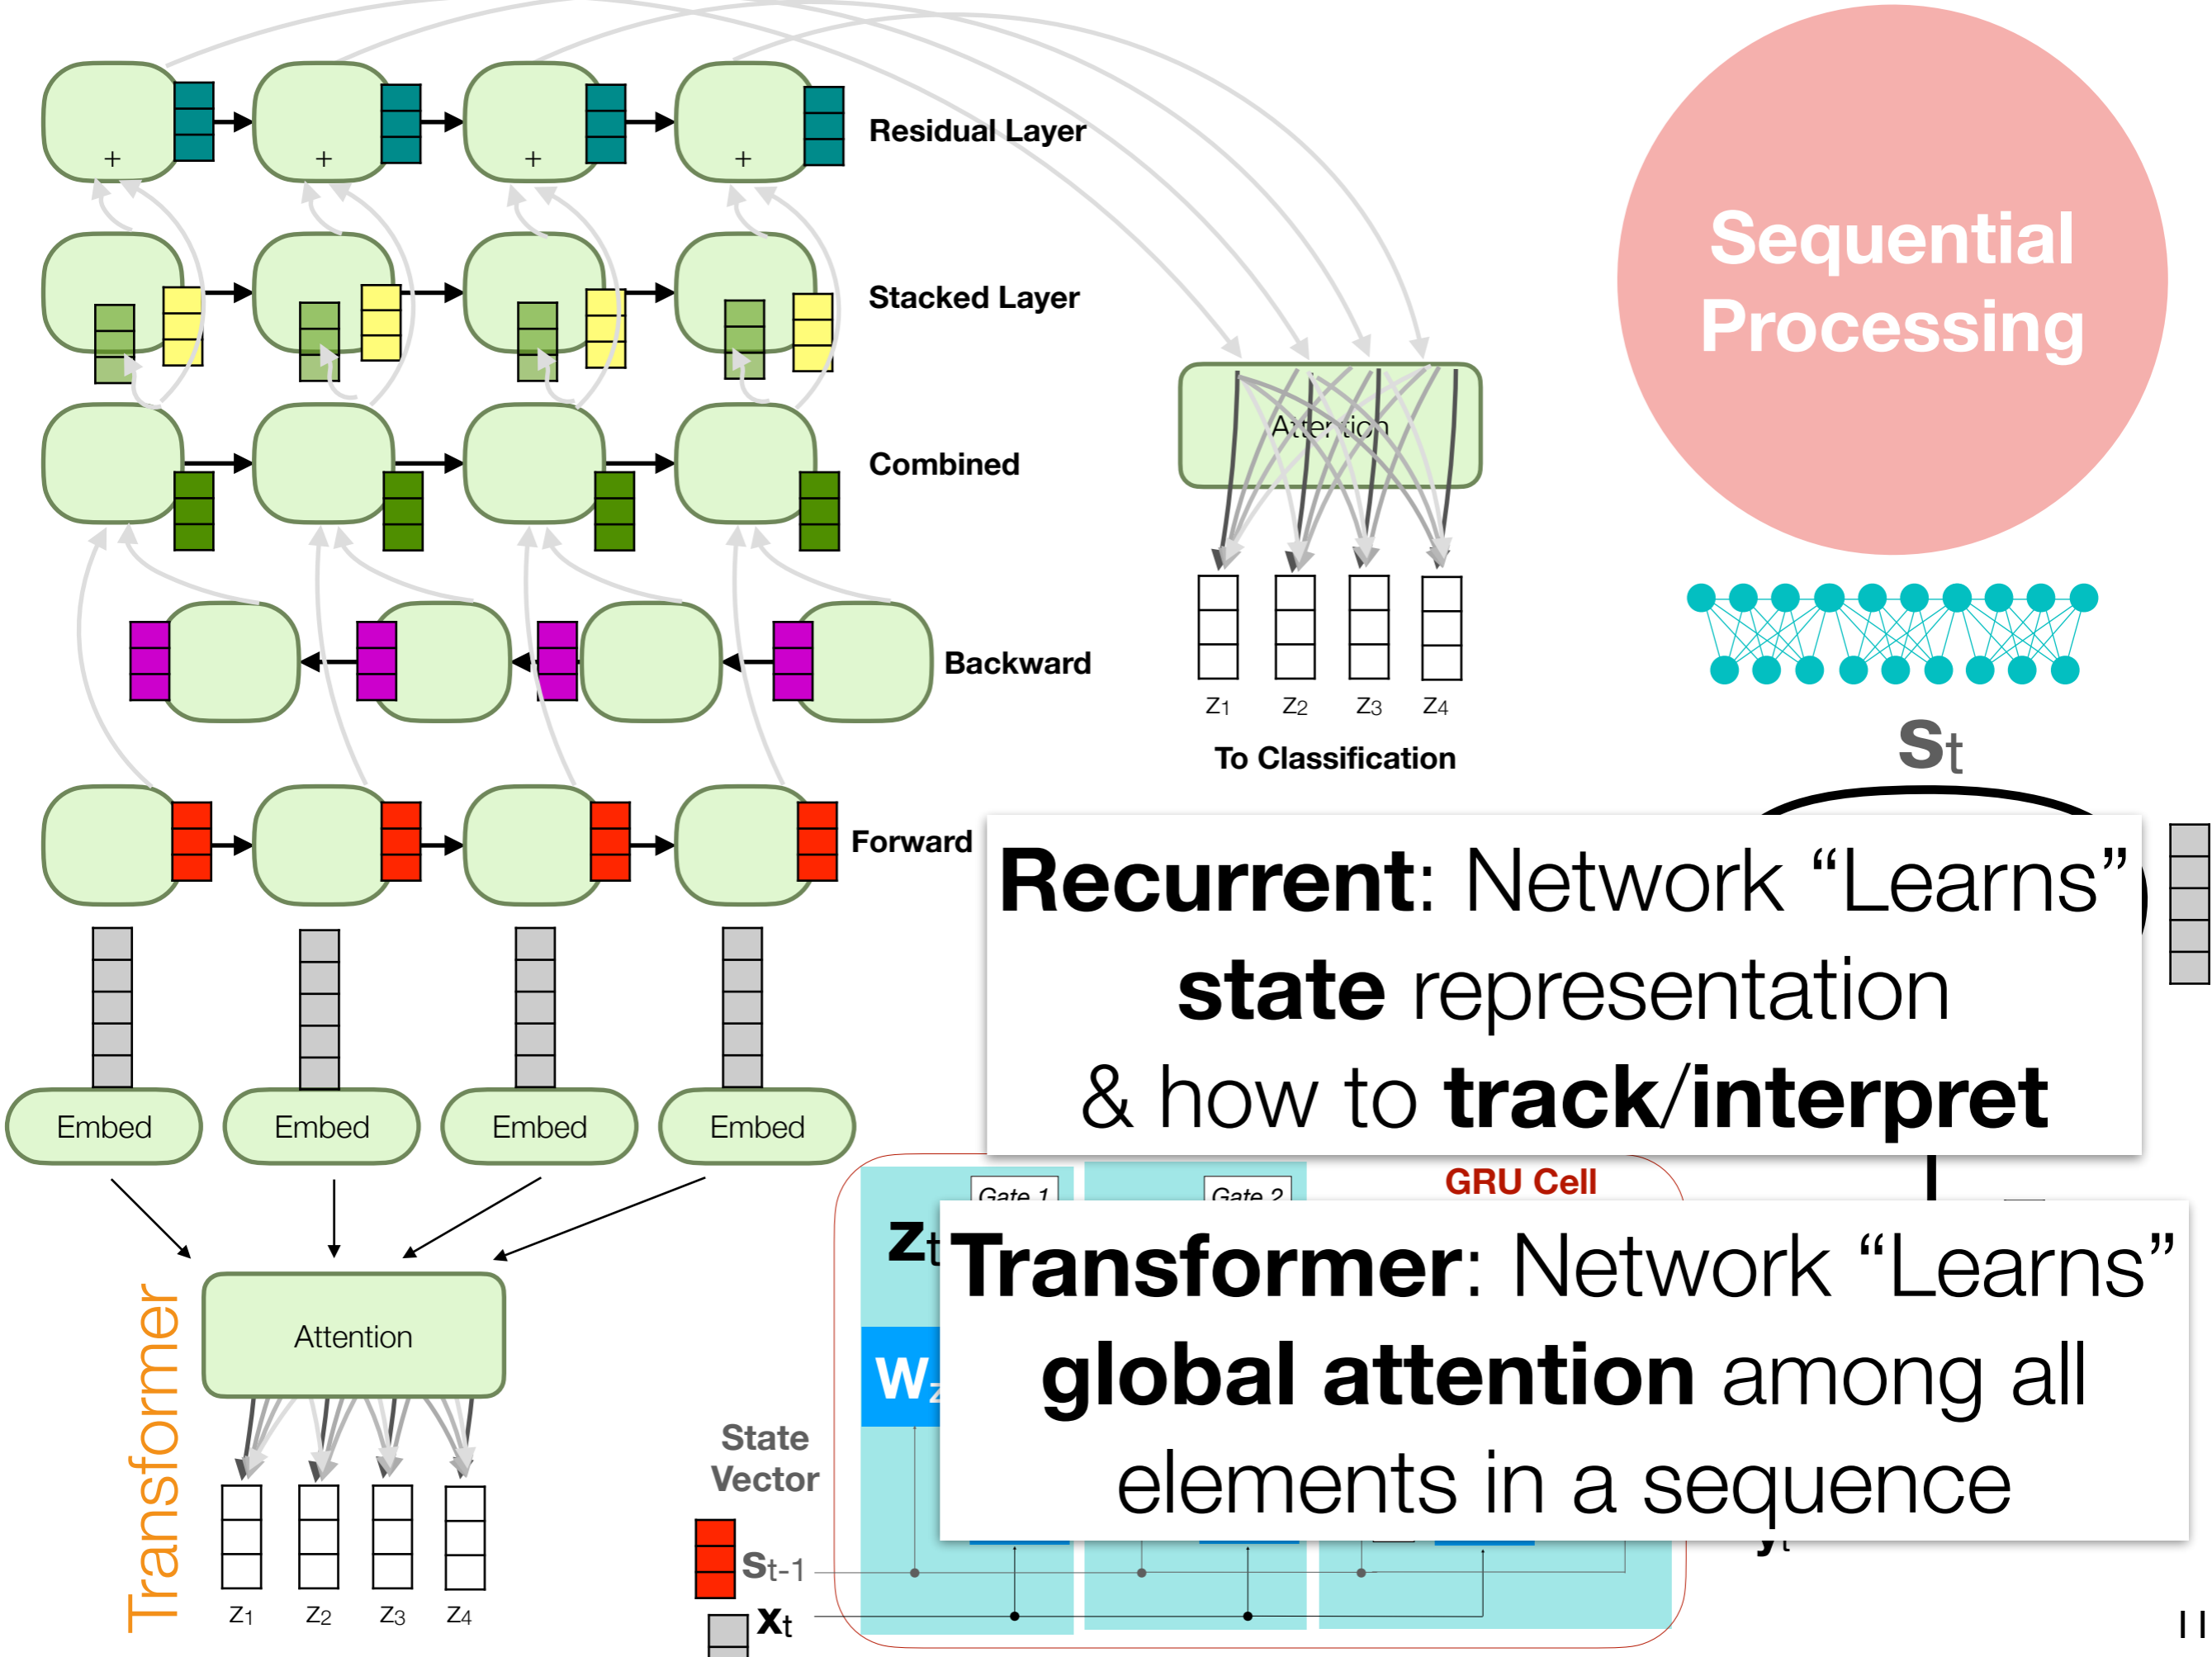 + + + +
Residual Layer
Stacked Layer
Combined
Backward
Forward
Embed Embed Embed Embed
Transformer
Attention
z1 z2 z3 z4
Attention
z1 z2 z3 z4
To Classification
Sequential
Processing
St
Recurrent: Network “Learns”
state representation
& how to track/interpret
GRU Cell
Gate 1 Gate 2
Zt
Transformer: Network “Learns”
global attention among all
elements in a sequence
Wz
State
Vector
St-1
xt
yt
11